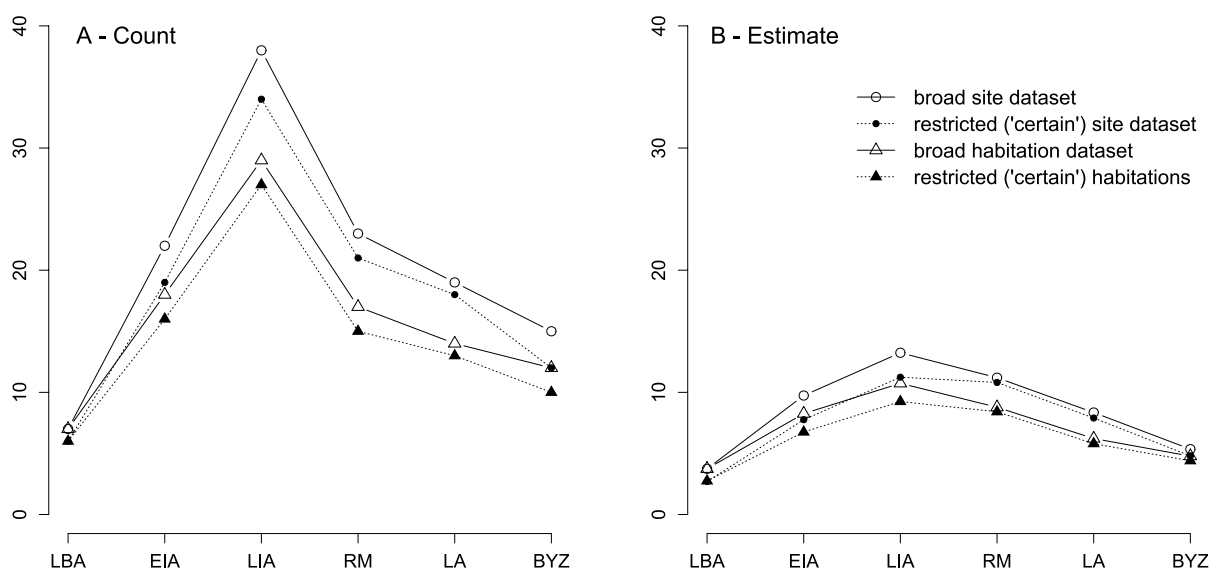 A - Count
40
30
20
10
0
LBA EIA LIA RM LA BYZ
B - Estimate
broad site dataset
restricted ('certain') site dataset
broad habitation dataset
restricted ('certain') habitations
40
30
20
10
0
LBA EIA LIA RM LA BYZ